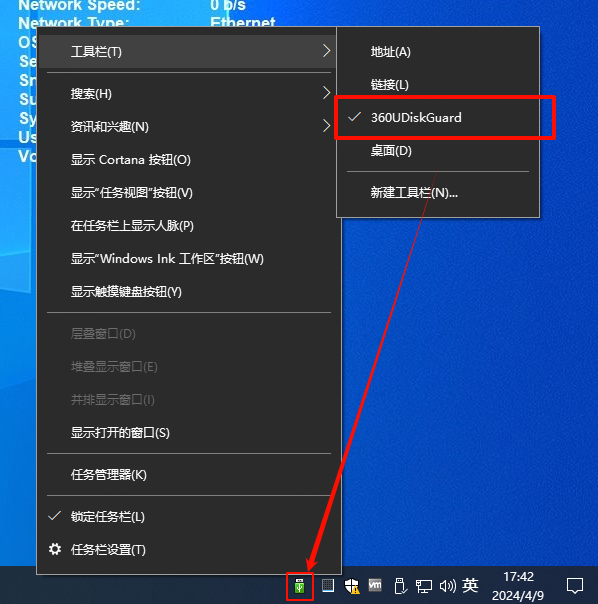 Network Speed: 0 b/s
Network Type: Ethernet
工具栏(T)
搜索(H)
资讯和兴趣(N)
显示 Cortana 按钮(O)
显示“任务视图”按钮(V)
在任务栏上显示人脉(P)
显示“Windows Ink 工作区”按钮(W)
显示触摸键盘按钮(Y)
层叠窗口(D)
堆叠显示窗口(E)
并排显示窗口(I)
显示打开的窗口(S)
任务管理器(K)
锁定任务栏(L)
任务栏设置(T)
地址(A)
链接(L)
360UDiskGuard
桌面(D)
新建工具栏(N)...
OS
Se
Sn
Su
Sy
Us
Vo
vm
英
17:42
2024/4/9